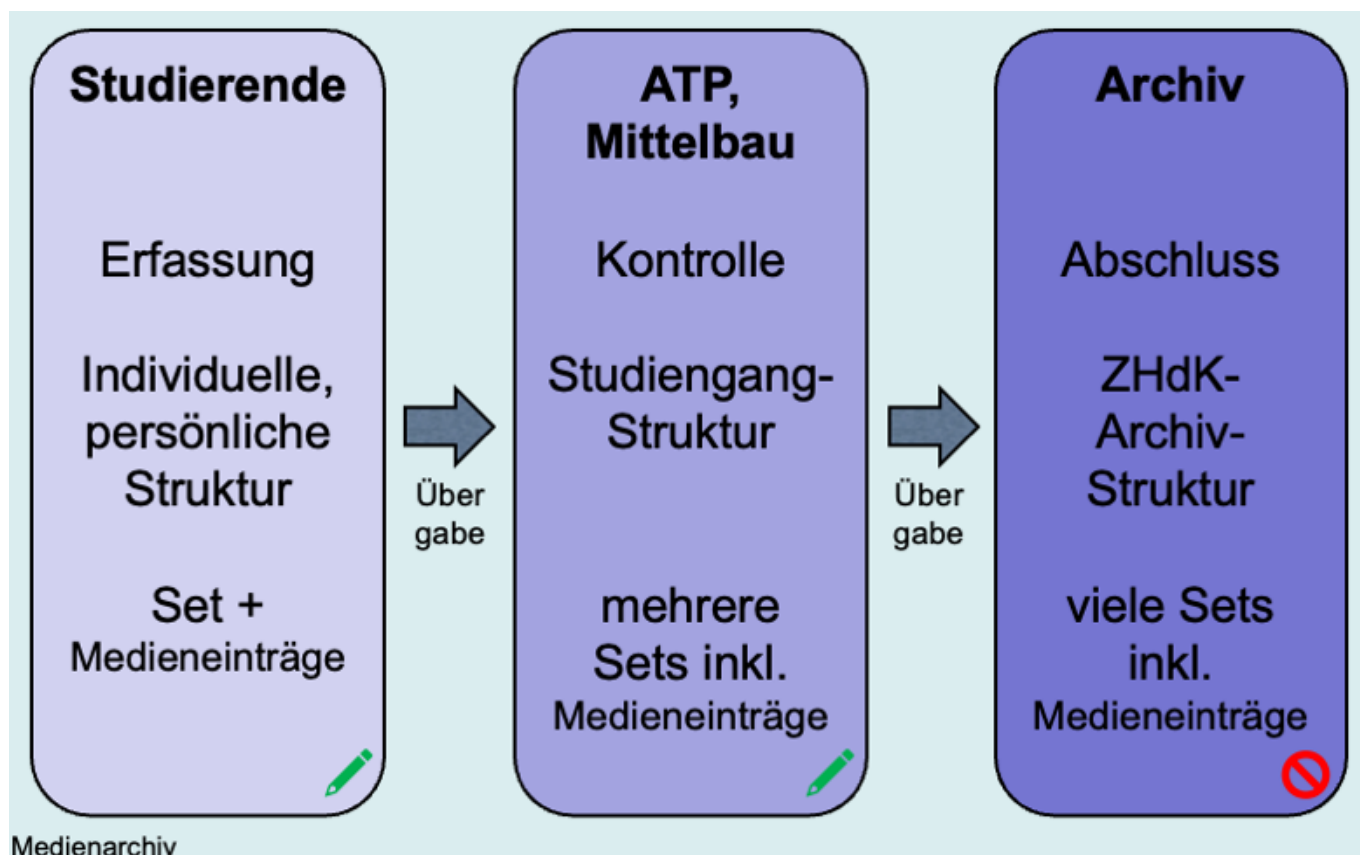 Studierende
Erfassung
Individuelle,
persönliche
Struktur
Set +
Medieneinträge
Über
gabe
ATP,
Mittelbau
Kontrolle
Studiengang-
Struktur
mehrere
Sets inkl.
Medieneinträge
Über
gabe
Archiv
Abschluss
ZHdK-
Archiv-
Struktur
viele Sets
inkl.
Medieneinträge
Medienarchiv